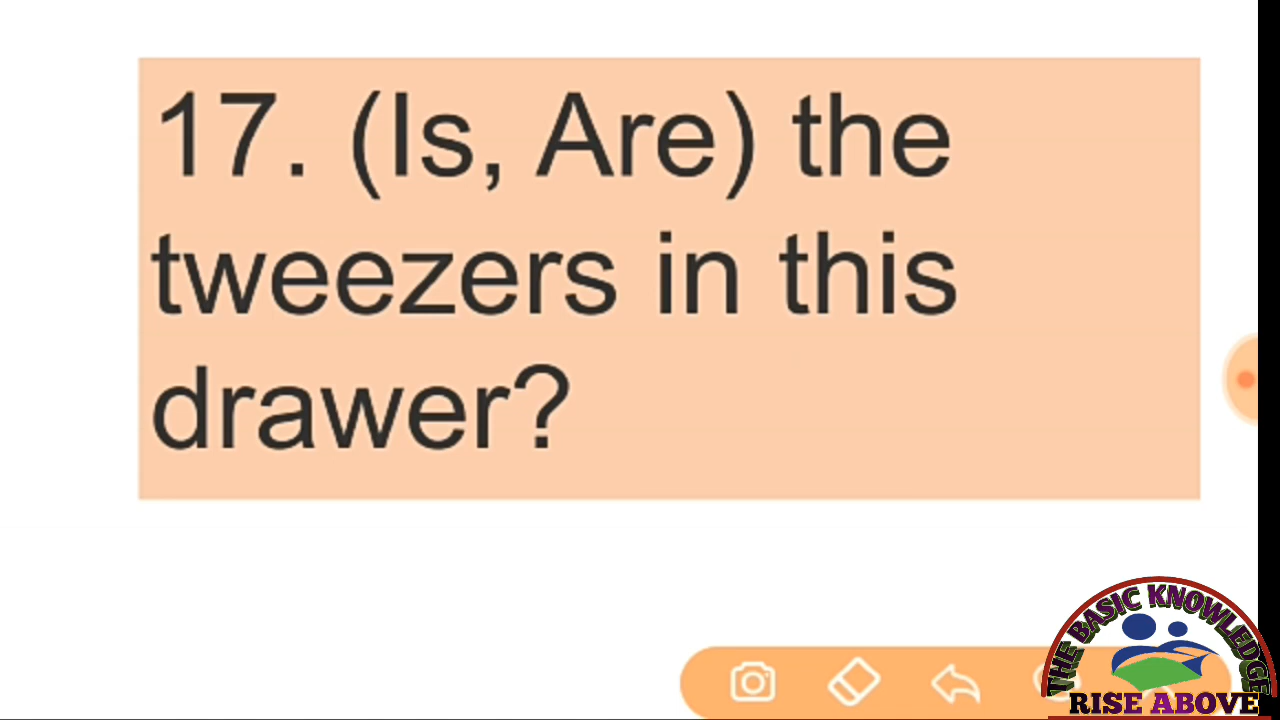 17. (Is, Are) the
tweezers in this
drawer?
THE BASIC KNOWLEDGE
RISE ABOVE